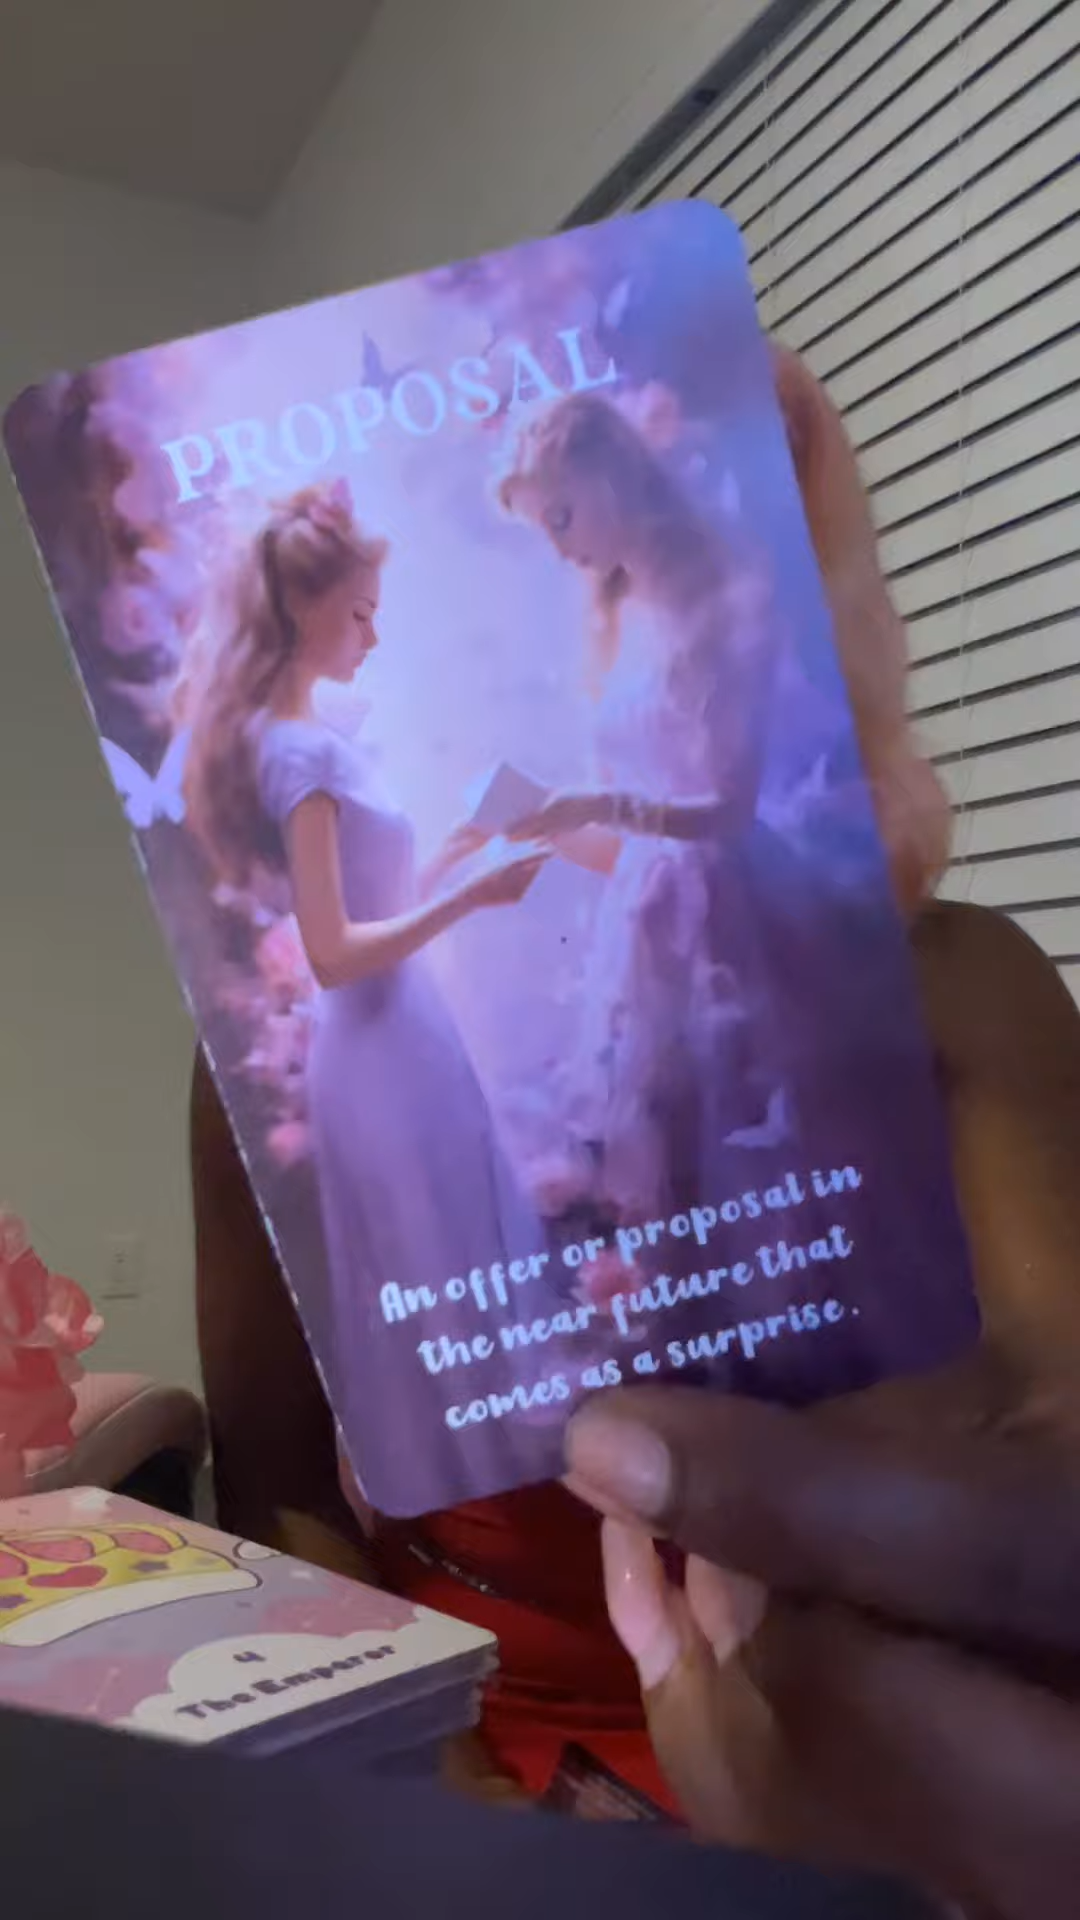 PROPOSAL
An offer or proposal in
the near future that
comes as a surprise.
4
The Emperor